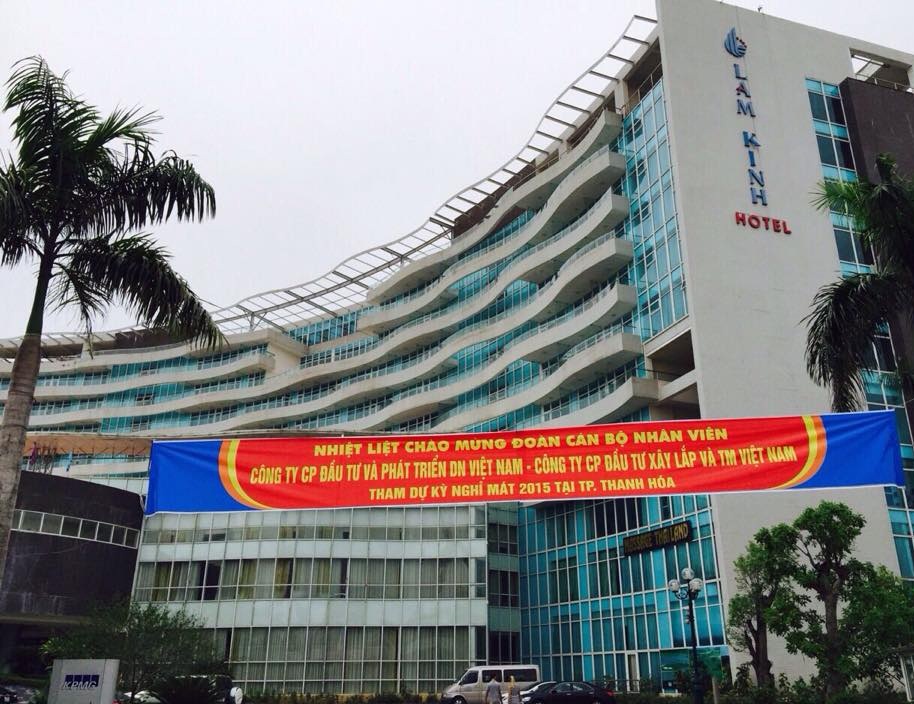 LAM KINH
HOTEL
NHIỆT LIỆT CHÀO MỪNG ĐOÀN CÁN BỘ NHÂN VIÊN
CÔNG TY CP ĐẦU TƯ VÀ PHÁT TRIỂN DN VIỆT NAM - CÔNG TY CP ĐẦU TƯ XÂY LẮP VÀ TM VIỆT NAM
THAM DỰ KỲ NGHỈ MÁT 2015 TẠI TP. THANH HÓA
MASSAGE THAILAND
KPMG